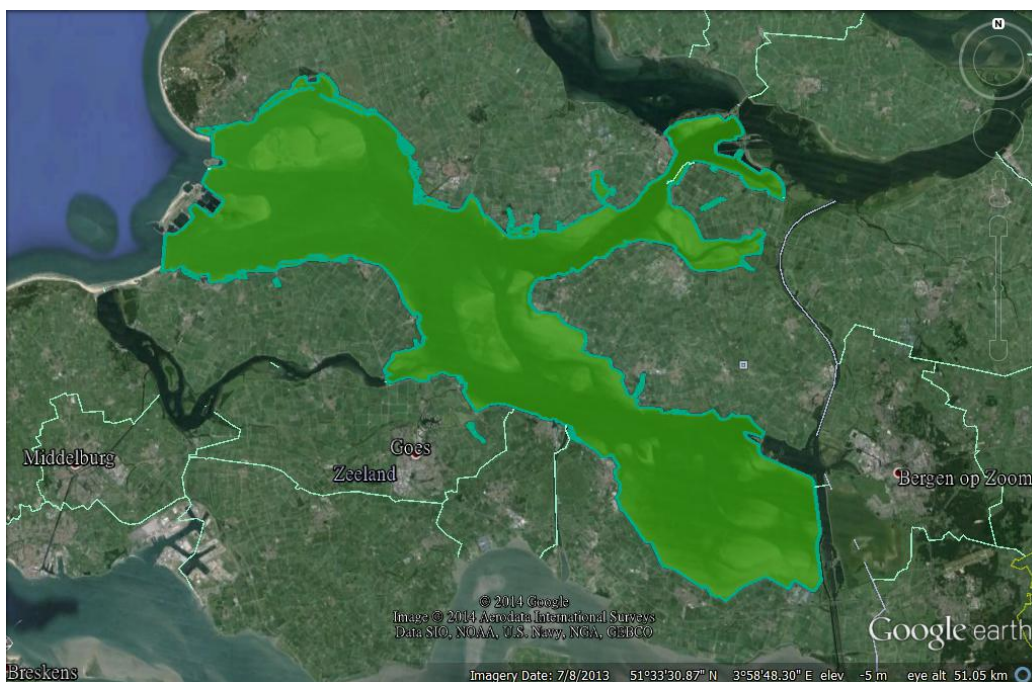 N
Middelburg
Goes
Zeeland
Bergen op Zoom
© 2014 Google
Image © 2014 Aerodata International Surveys
Data SIO, NOAA, U.S. Navy, NGA, GEBCO
Google earth
Breskens
Imagery Date: 7/8/2013 51°33'30.87" N 3°58'48.30" E elev -5 m eye alt 51.05 km